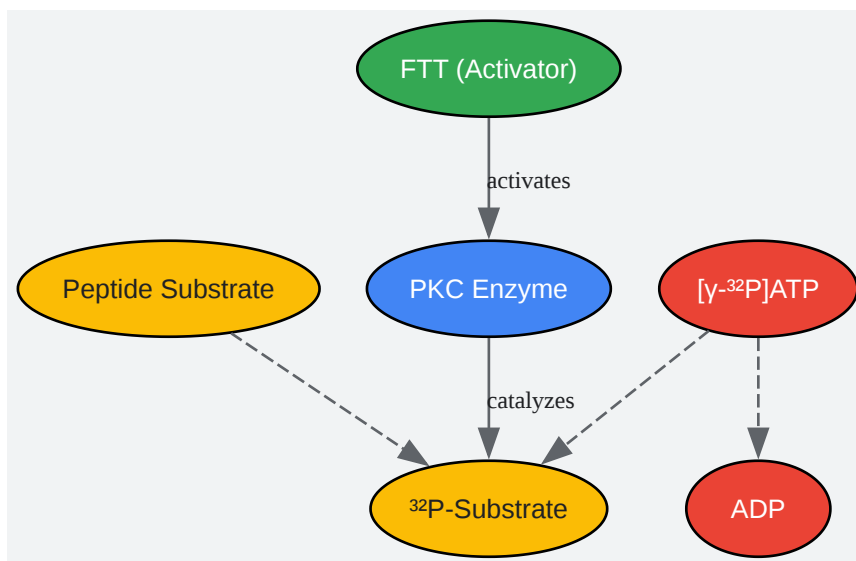 FTT (Activator)
activates
Peptide Substrate
PKC Enzyme
[γ-³²P]ATP
catalyzes
³²P-Substrate
ADP